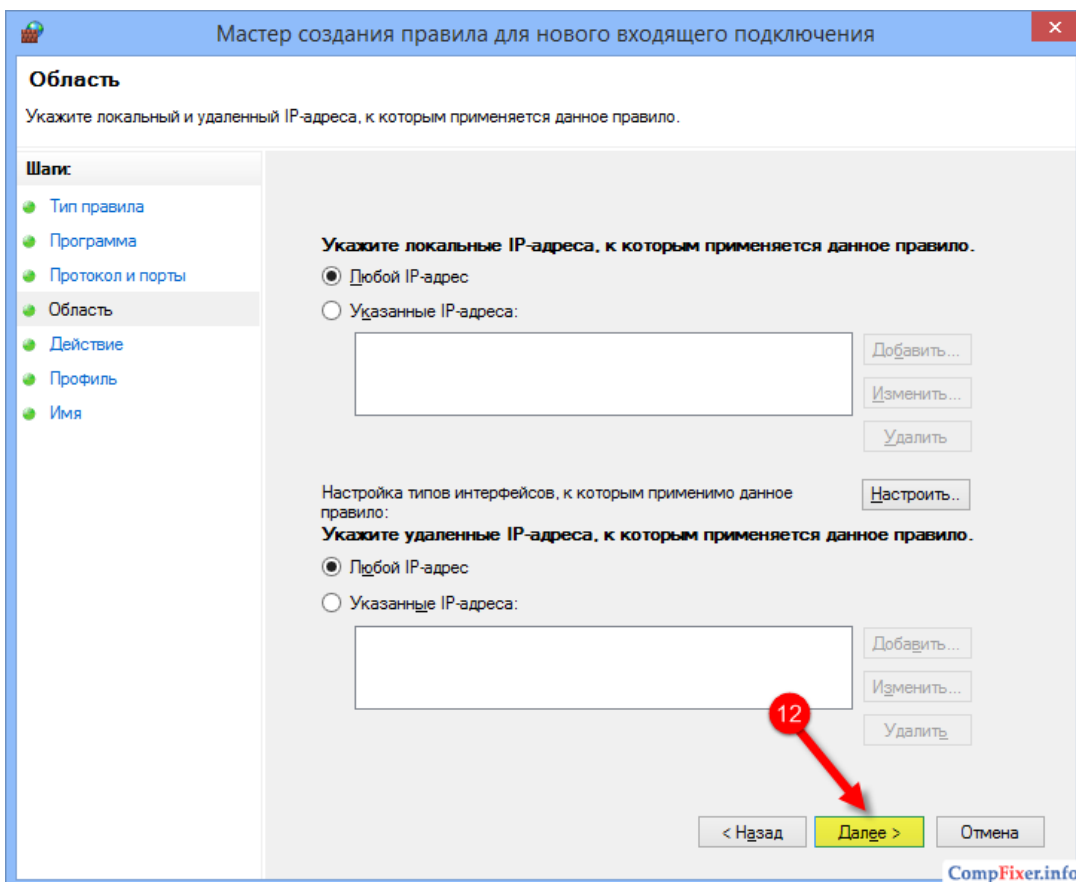 Мастер создания правила для нового входящего подключения
Область
Укажите локальный и удаленный IP-адреса, к которым применяется данное правило.
Шаги:
Тип правила
Программа
Протокол и порты
Область
Действие
Профиль
Имя
Укажите локальные IP-адреса, к которым применяется данное правило.
Любой IP-адрес
Указанные IP-адреса:
Добавить...
Изменить...
Удалить
Настройка типов интерфейсов, к которым применимо данное
правило:
Настроить..
Укажите удаленные IP-адреса, к которым применяется данное правило.
Любой IP-адрес
Указанные IP-адреса:
Добавить...
Изменить...
Удалить
12
< Назад
Далее >
Отмена
CompFixer.info